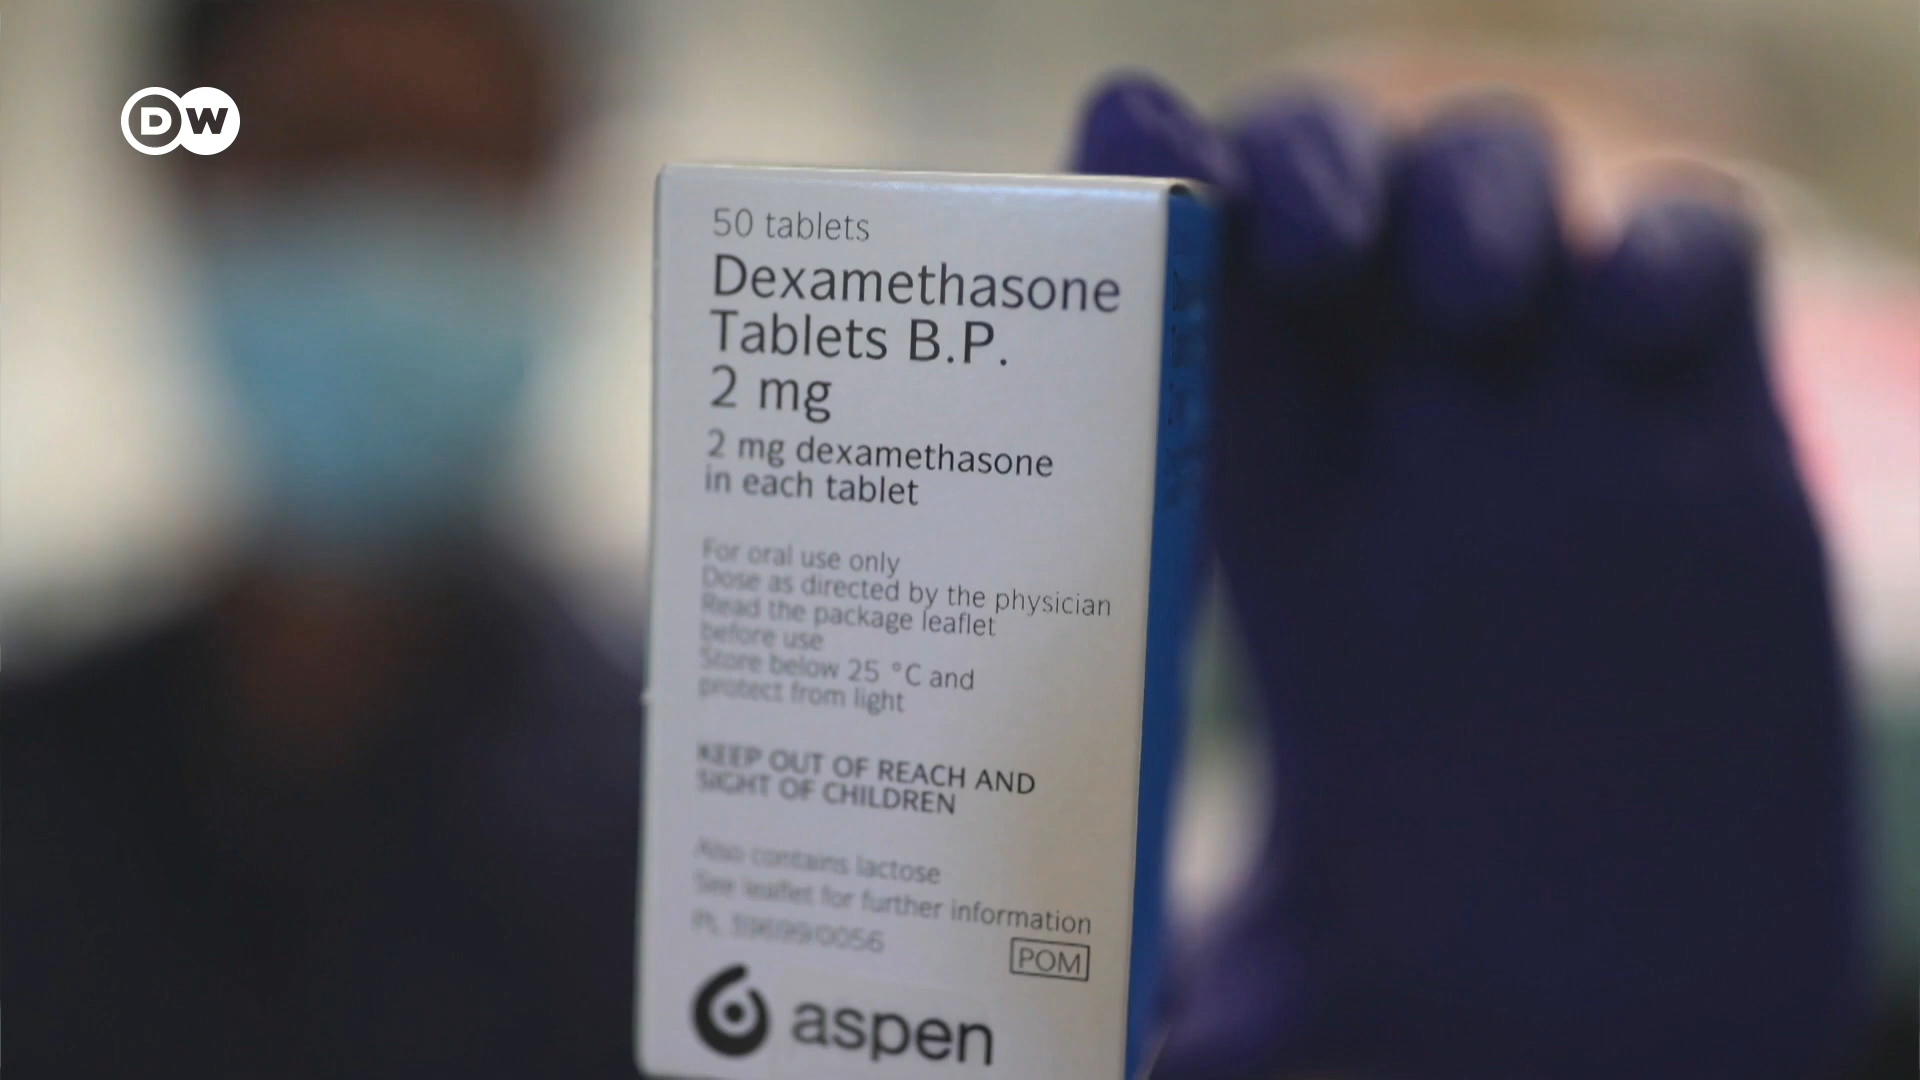 DW
50 tablets
Dexamethasone
Tablets B.P.
2 mg
2 mg dexamethasone
in each tablet
For oral use only
Dose as directed by the physician
Read the package leaflet
before use
Store below 25 °C and
protect from light
KEEP OUT OF REACH AND
SIGHT OF CHILDREN
Also contains lactose
See leaflet for further information
PL
POM
aspen